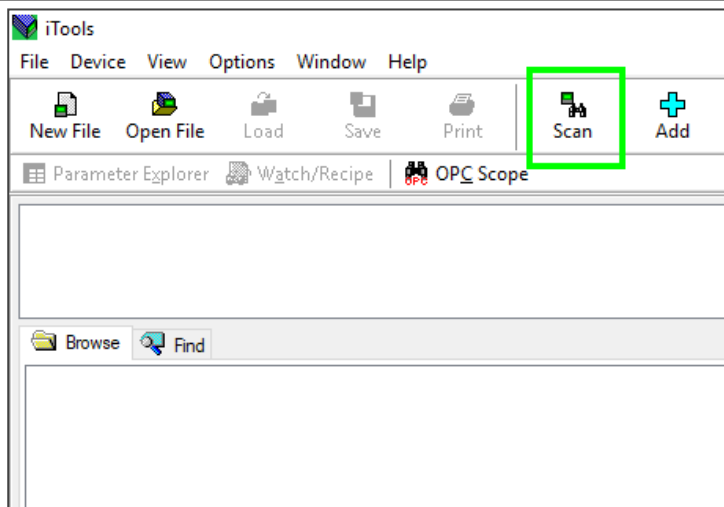 iTools
File Device View Options Window Help
New File Open File Load Save Print Scan Add
Parameter Explorer Watch/Recipe OPC OPC Scope
Browse Find